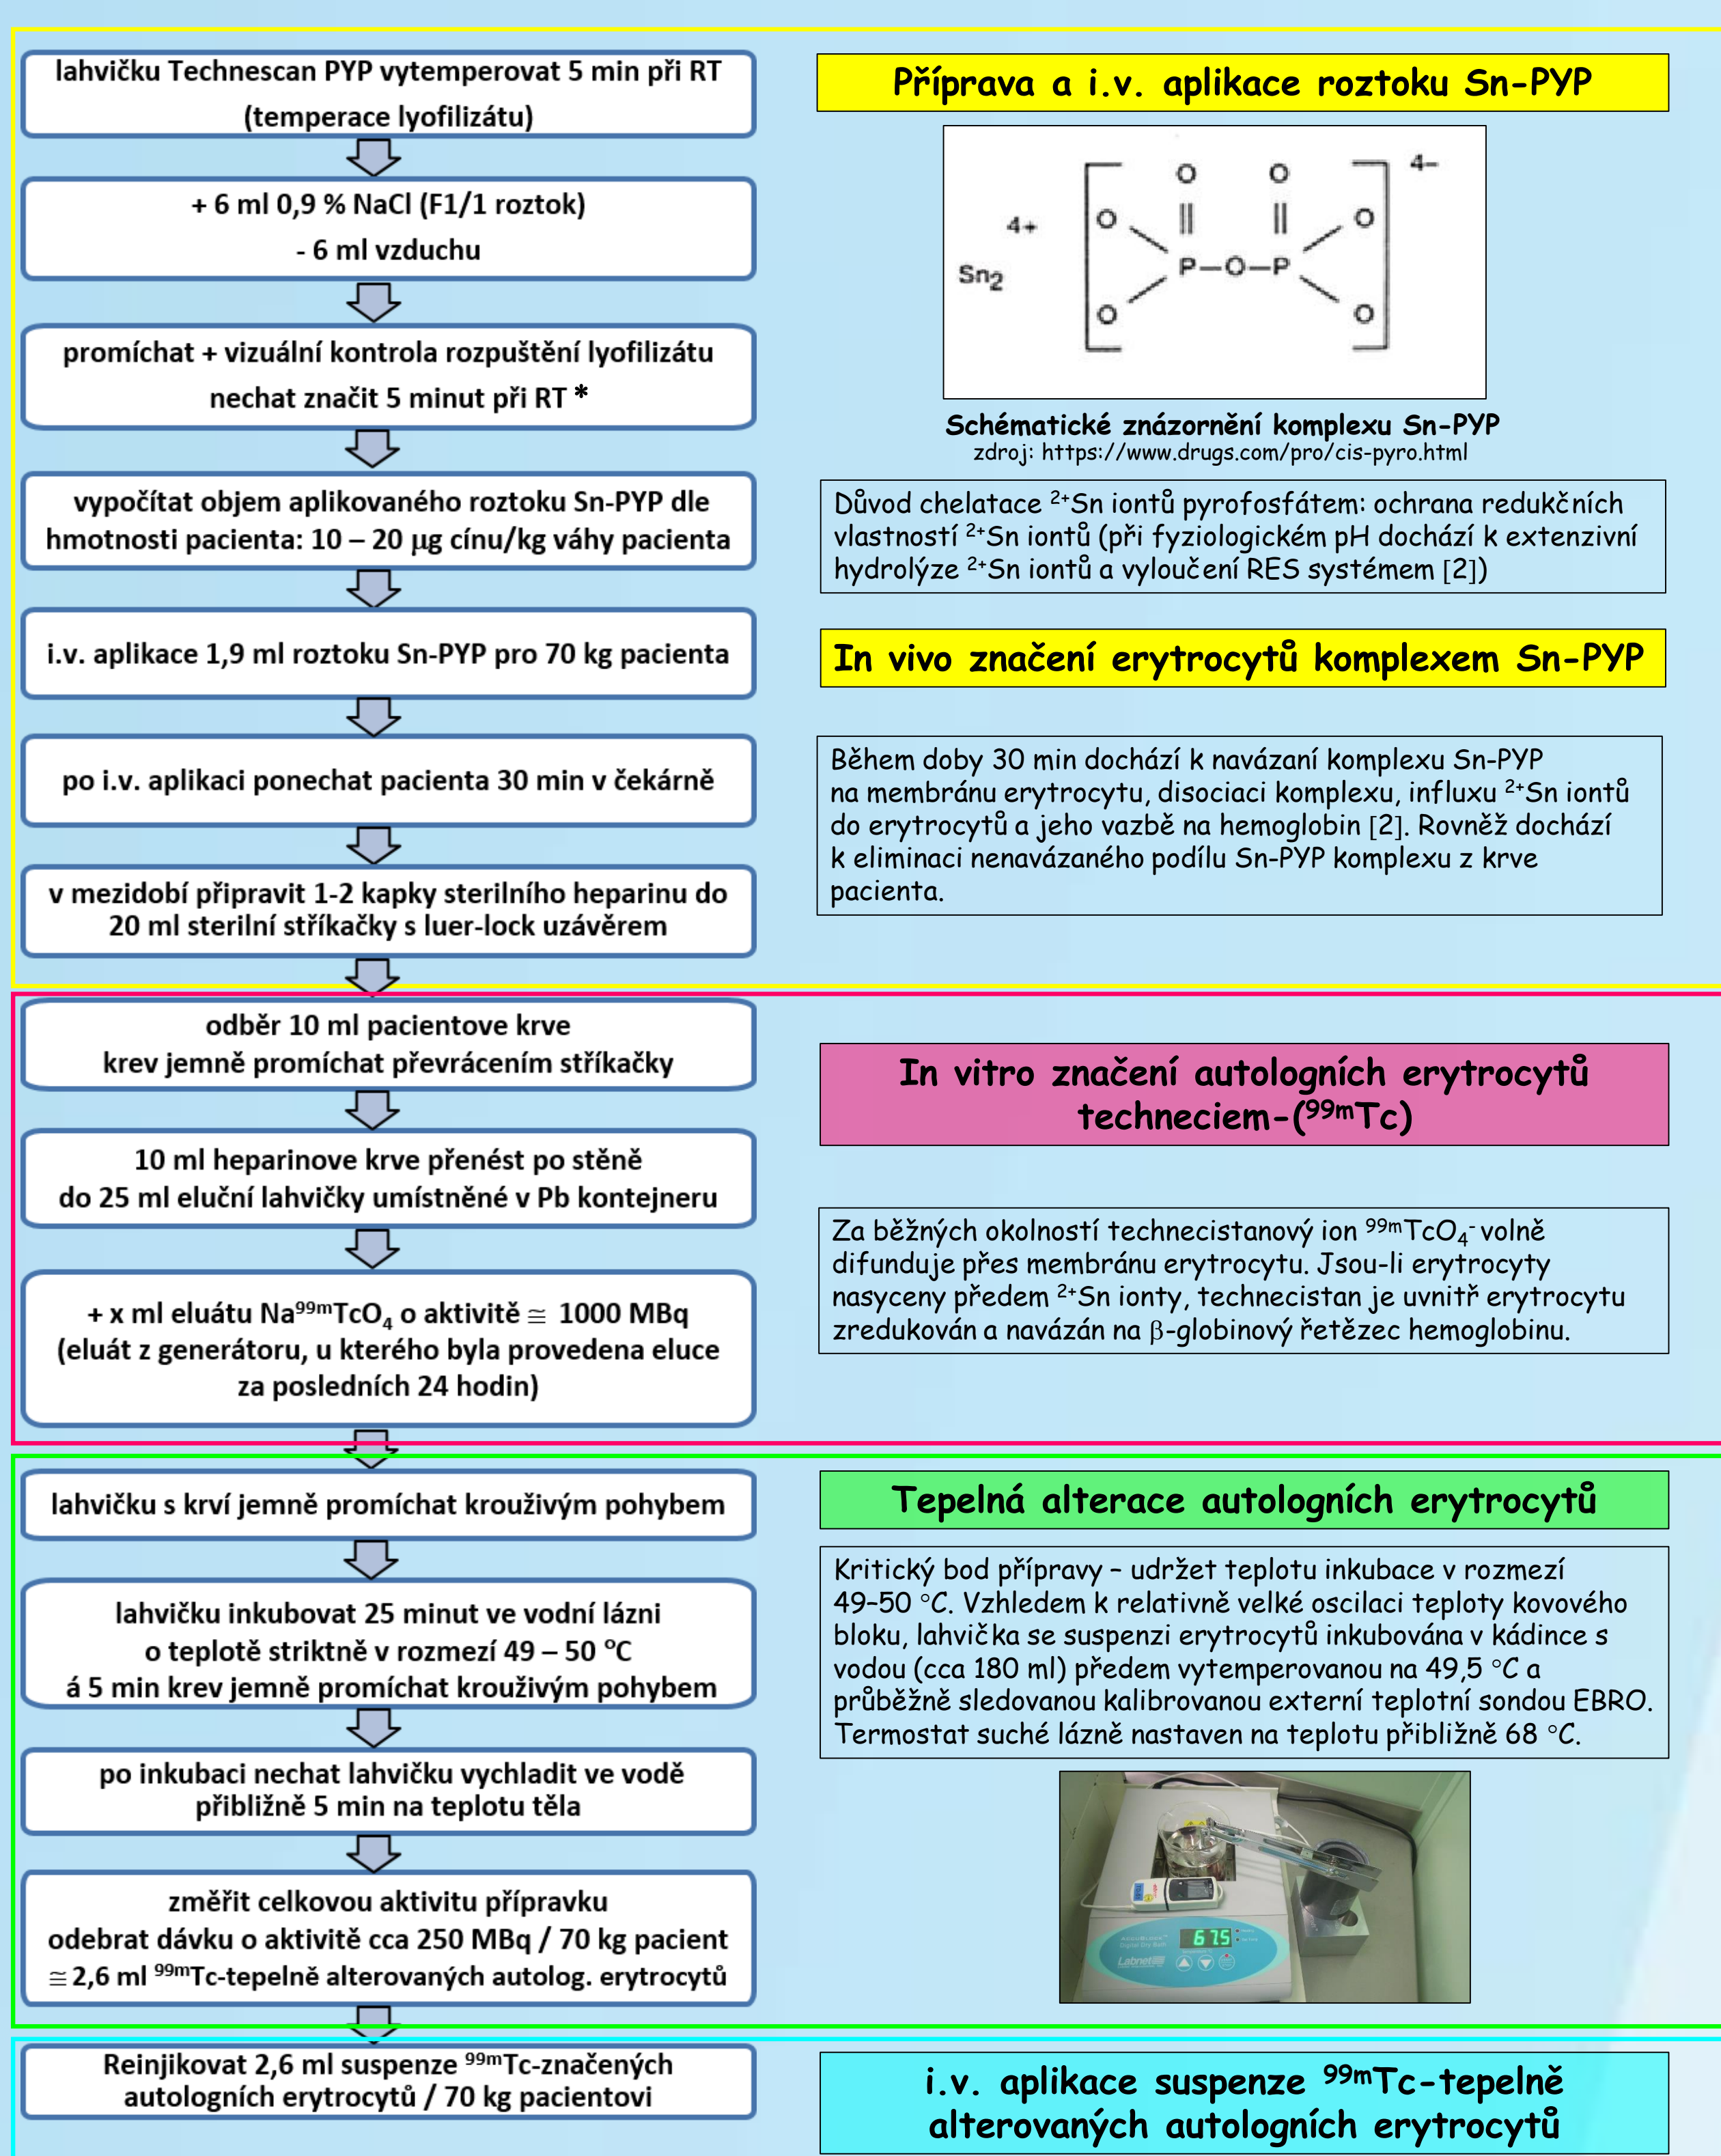 lahvičku Technescan PYP vytemperovat 5 min při RT
(temperace lyofilizátu)
+ 6 ml 0,9 % NaCl (F1/1 roztok)
- 6 ml vzduchu
promíchat + vizuální kontrola rozpuštění lyofilizátu
nechat značit 5 minut při RT *
vypočítat objem aplikovaného roztoku Sn-PYP dle
hmotnosti pacienta: 10 – 20 μg cínu/kg váhy pacienta
i.v. aplikace 1,9 ml roztoku Sn-PYP pro 70 kg pacienta
po i.v. aplikaci ponechat pacienta 30 min v čekárně
v mezidobí připravit 1-2 kapky sterilního heparinu do
20 ml sterilní stříkačky s luer-lock uzávěrem
Příprava a i.v. aplikace roztoku Sn-PYP
O O 4–
4+ O || || O
Sn₂ P–O–P
O O
Schématické znázornění komplexu Sn-PYP
zdroj: https://www.drugs.com/pro/cis-pyro.html
Důvod chelatace ²⁺Sn iontů pyrofosfátem: ochrana redukčních
vlastností ²⁺Sn iontů (při fyziologickém pH dochází k extenzivní
hydrolýze ²⁺Sn iontů a vyloučení RES systémem [2])
In vivo značení erytrocytů komplexem Sn-PYP
Během doby 30 min dochází k navázaní komplexu Sn-PYP
na membránu erytrocytu, disociaci komplexu, influxu ²⁺Sn iontů
do erytrocytů a jeho vazbě na hemoglobin [2]. Rovněž dochází
k eliminaci nenavázaného podílu Sn-PYP komplexu z krve
pacienta.
odběr 10 ml pacientove krve
krev jemně promíchat převrácením stříkačky
10 ml heparinove krve přenést po stěně
do 25 ml eluční lahvičky umístněné v Pb kontejneru
+ x ml eluátu Na⁹⁹ᵐTcO₄ o aktivitě ≅ 1000 MBq
(eluát z generátoru, u kterého byla provedena eluce
za posledních 24 hodin)
In vitro značení autologních erytrocytů
techneciem-(⁹⁹ᵐTc)
Za běžných okolností technecistanový ion ⁹⁹ᵐTcO₄⁻ volně
difunduje přes membránu erytrocytu. Jsou-li erytrocyty
nasyceny předem ²⁺Sn ionty, technecistan je uvnitř erytrocytu
zredukován a navázán na β-globinový řetězec hemoglobinu.
lahvičku s krví jemně promíchat krouživým pohybem
lahvičku inkubovat 25 minut ve vodní lázni
o teplotě striktně v rozmezí 49 – 50 °C
á 5 min krev jemně promíchat krouživým pohybem
po inkubaci nechat lahvičku vychladit ve vodě
přibližně 5 min na teplotu těla
změřit celkovou aktivitu přípravku
odebrat dávku o aktivitě cca 250 MBq / 70 kg pacient
≅ 2,6 ml ⁹⁹ᵐTc-tepelně alterovaných autolog. erytrocytů
Tepelná alterace autologních erytrocytů
Kritický bod přípravy – udržet teplotu inkubace v rozmezí
49–50 °C. Vzhledem k relativně velké oscilaci teploty kovového
bloku, lahvička se suspenzi erytrocytů inkubována v kádince s
vodou (cca 180 ml) předem vytemperovanou na 49,5 °C a
průběžně sledovanou kalibrovanou externí teplotní sondou EBRO.
Termostat suché lázně nastaven na teplotu přibližně 68 °C.
67.5
Labnet
Reinjikovat 2,6 ml suspenze ⁹⁹ᵐTc-značených
autologních erytrocytů / 70 kg pacientovi
i.v. aplikace suspenze ⁹⁹ᵐTc-tepelně
alterovaných autologních erytrocytů